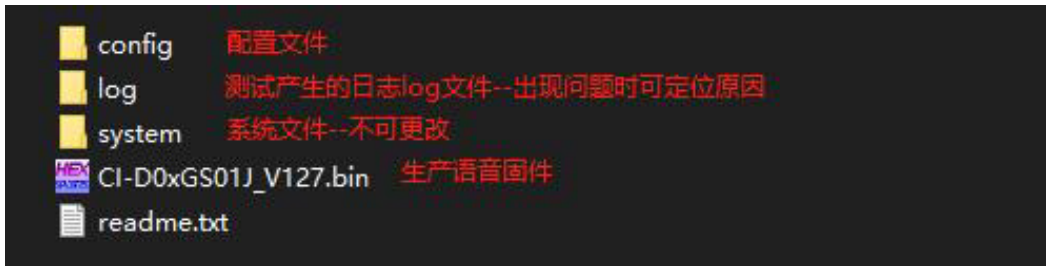 config 配置文件
log 测试产生的日志log文件--出现问题时可定位原因
system 系统文件--不可更改
CI-D0xGS01J_V127.bin 生产语音固件
readme.txt